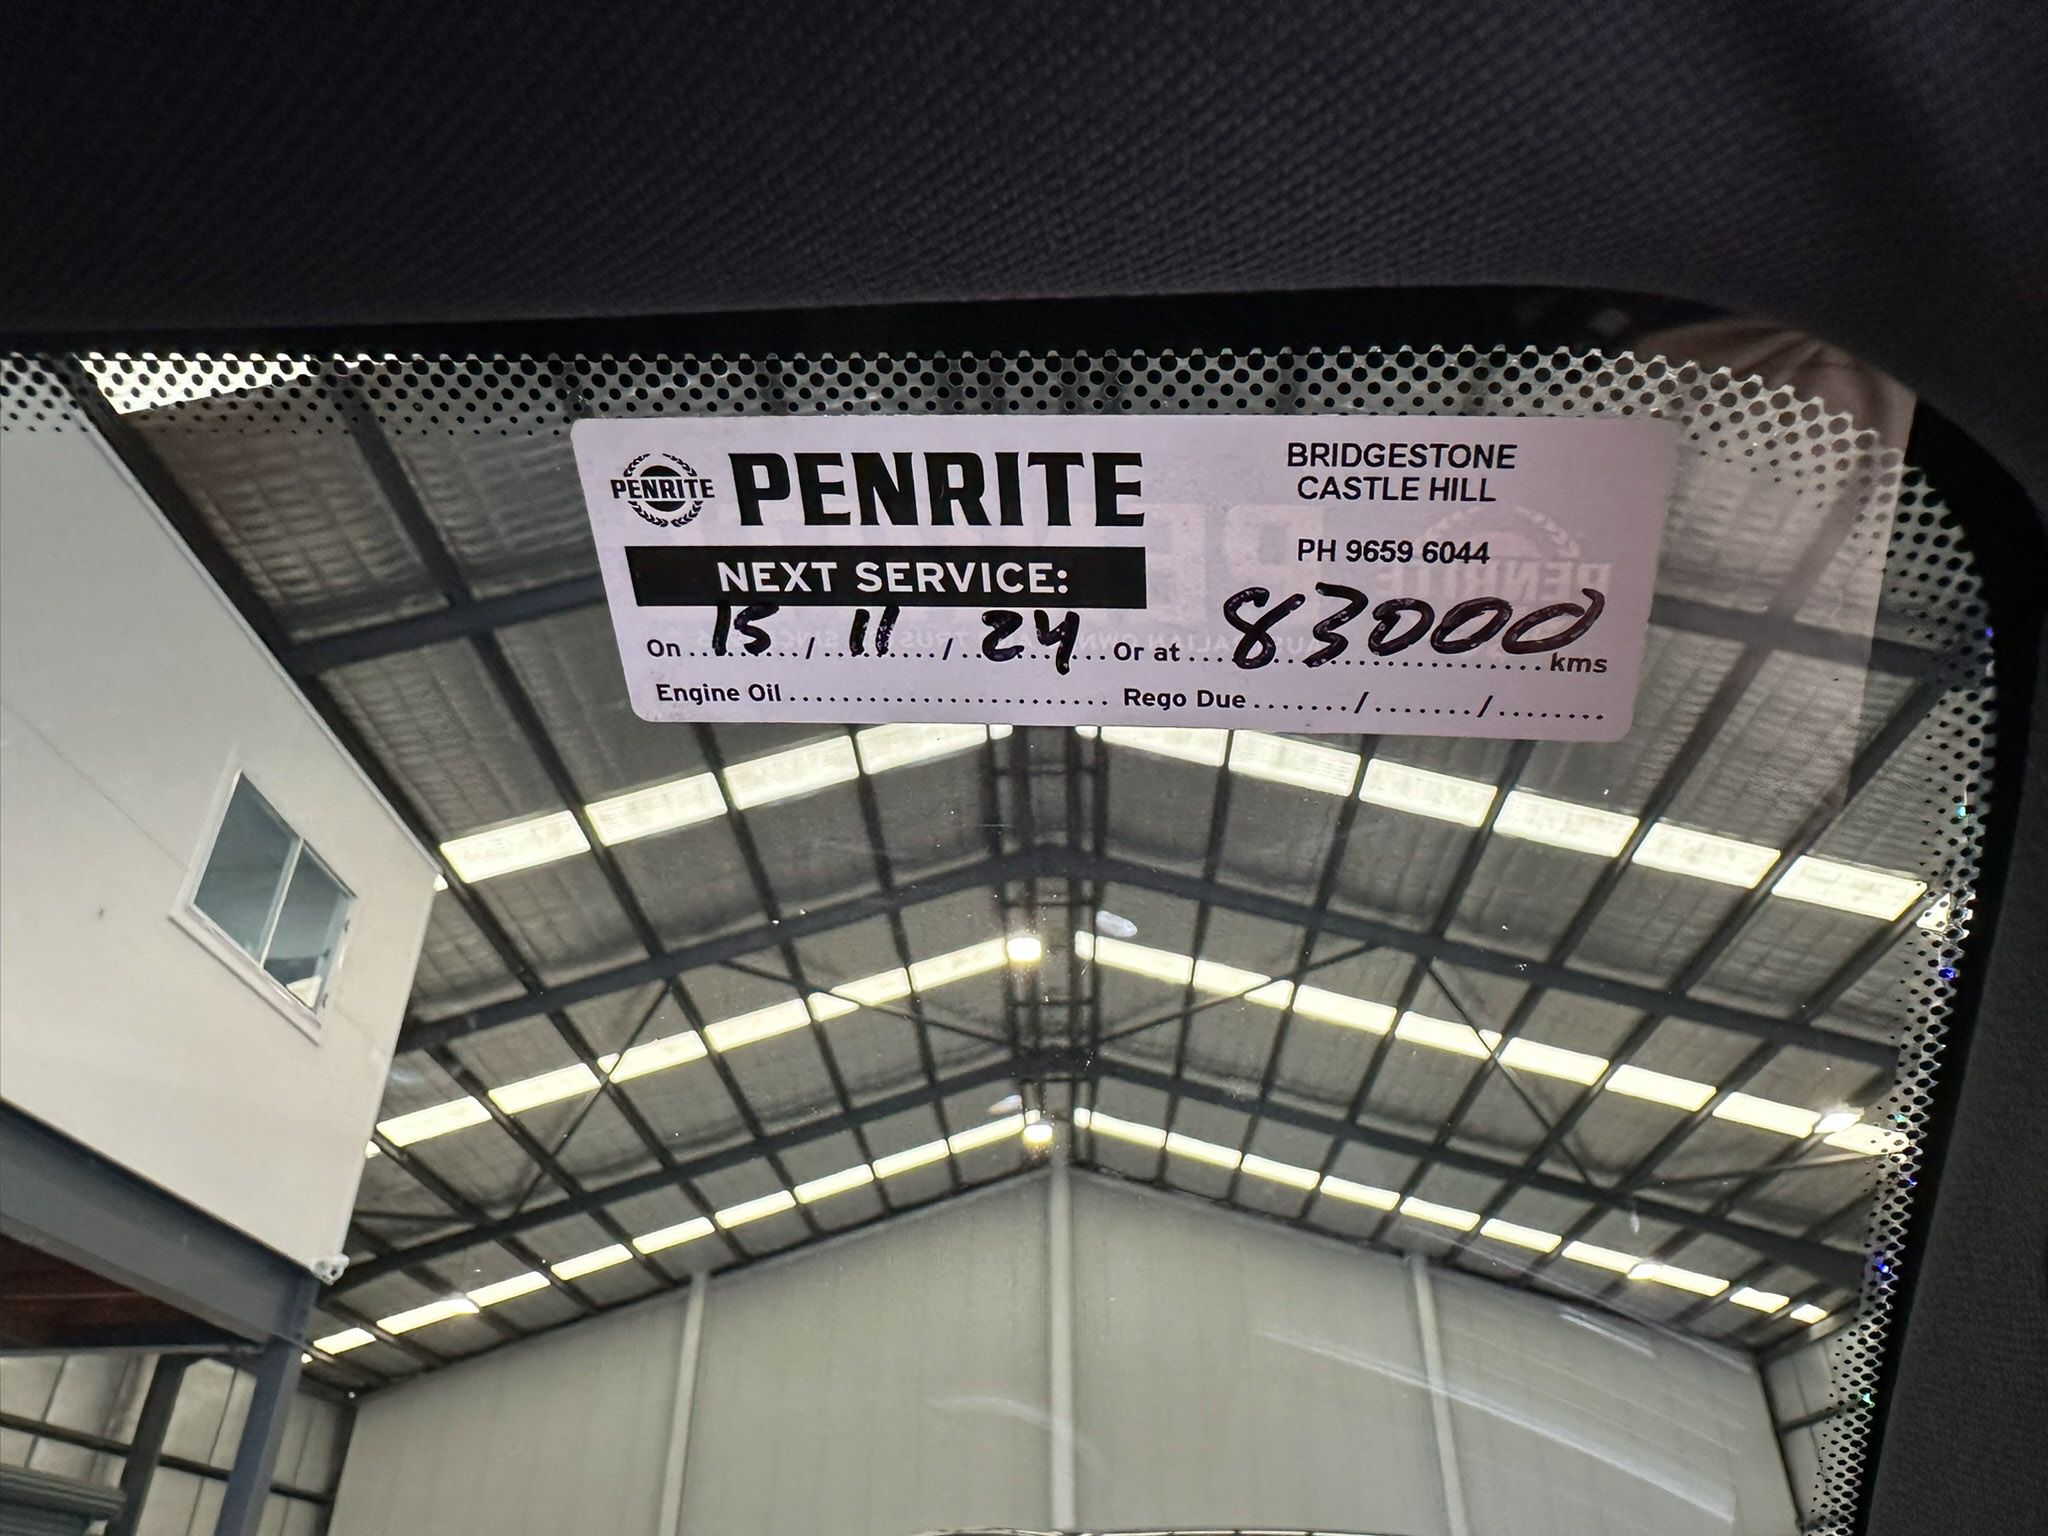 PENRITE
PENRITE
BRIDGESTONE
CASTLE HILL
PH 9659 6044
NEXT SERVICE:
On 15 / 11 / 24 Or at 83000 kms
Engine Oil ........................ Rego Due ......./......./........